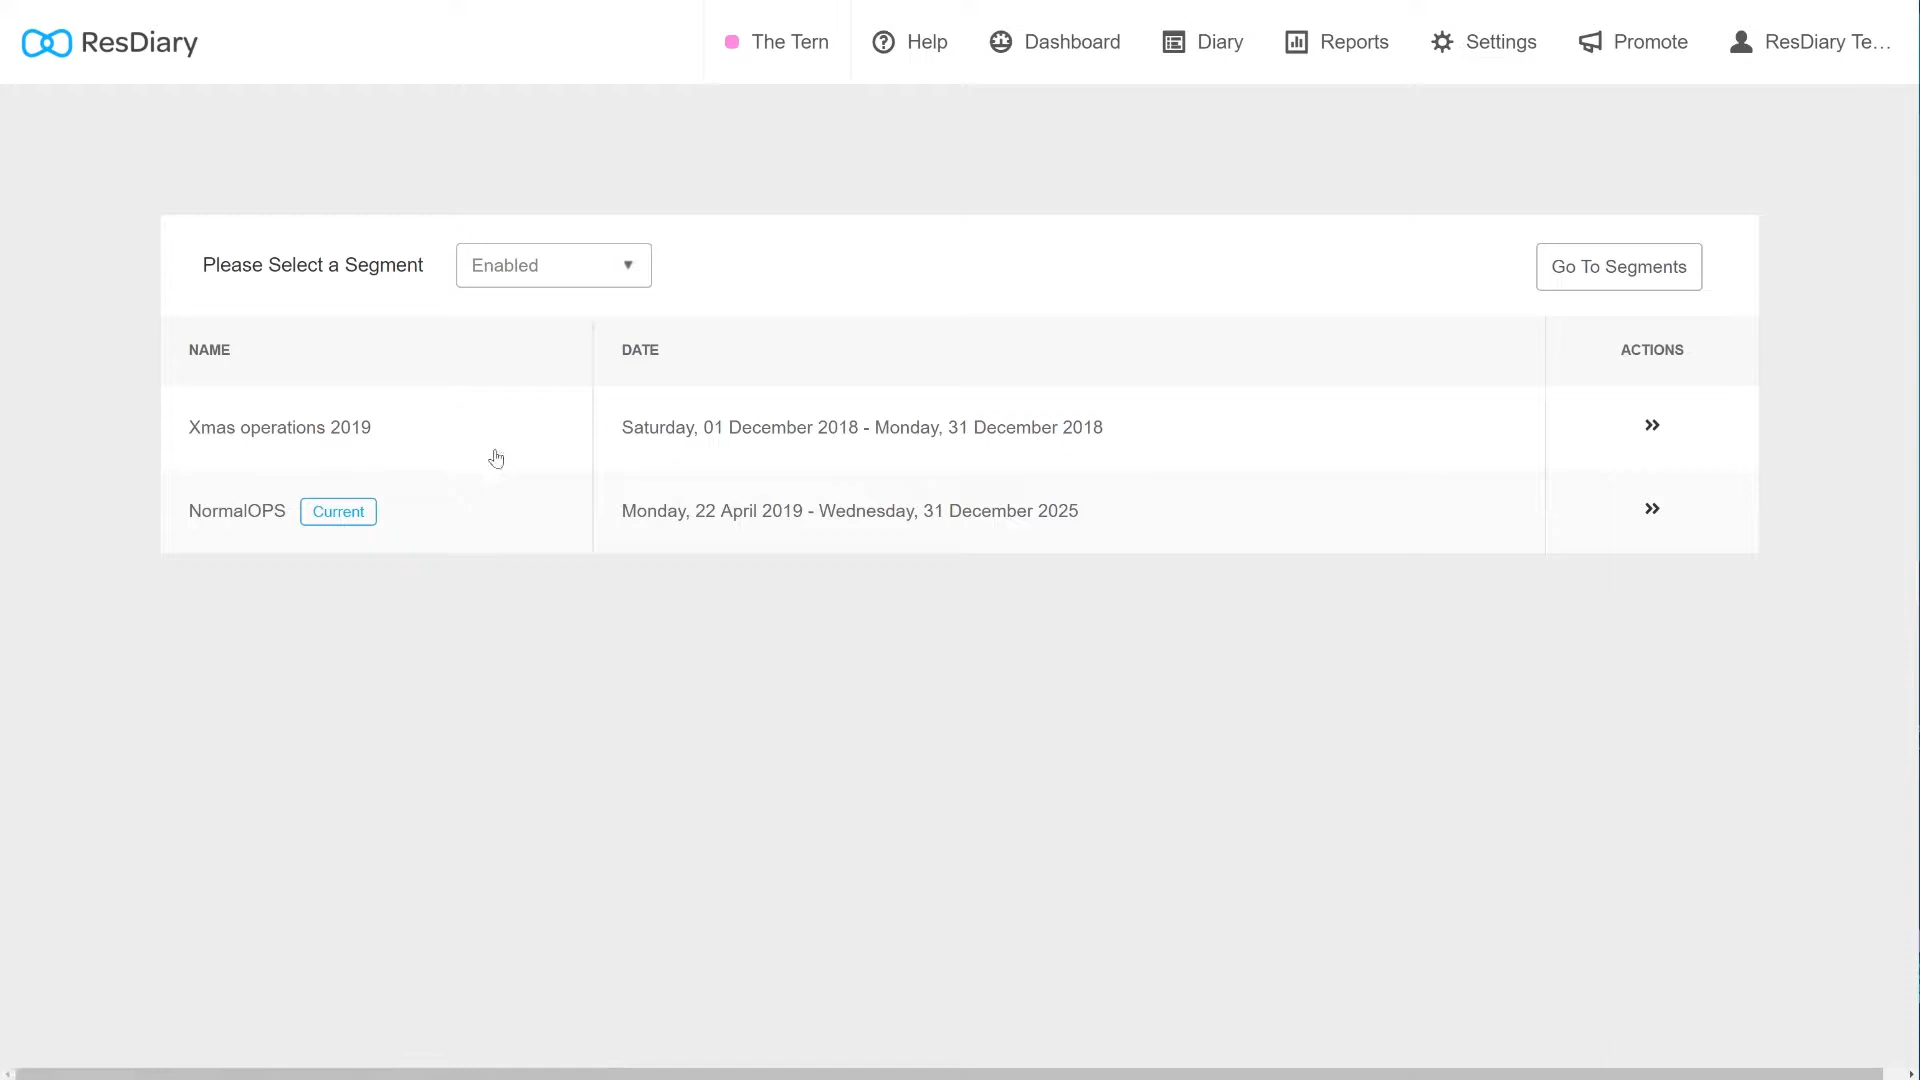 ResDiary
The Tern
Help
Dashboard
Diary
Reports
Settings
Promote
ResDiary Te...
Please Select a Segment
Enabled
Go To Segments
NAME
DATE
ACTIONS
Xmas operations 2019
Saturday, 01 December 2018 - Monday, 31 December 2018
NormalOPS
Current
Monday, 22 April 2019 - Wednesday, 31 December 2025